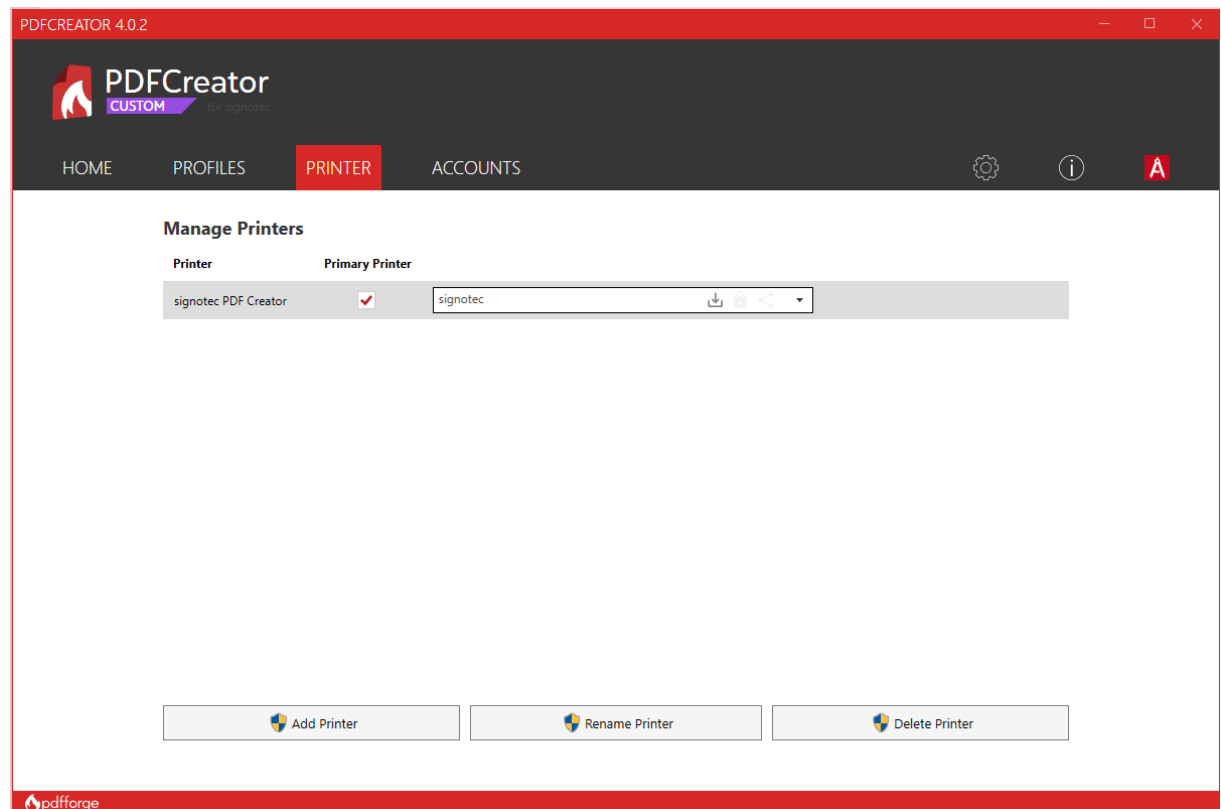 PDFCREATOR 4.0.2
PDFCreator
CUSTOM für signotec
HOME PROFILES PRINTER ACCOUNTS
Manage Printers
Printer Primary Printer
signotec PDF Creator signotec
Add Printer Rename Printer Delete Printer
pdfforge